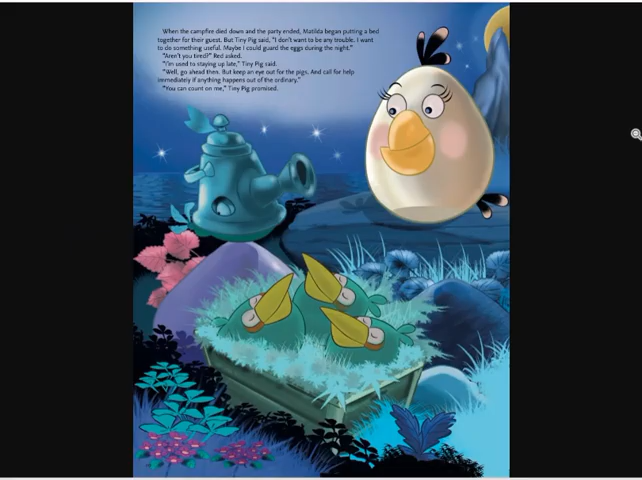 When the campfire died down and the party ended, Matilda began putting a bed
together for their guest. But Tiny Pig said, "I don't want to be any trouble. I want
to do something useful. Maybe I could guard the eggs during the night."
"Aren't you tired?" Red asked.
"I'm used to staying up late," Tiny Pig said.
"Well, go ahead then. But keep an eye out for the pigs. And call for help
immediately if anything happens out of the ordinary."
"You can count on me," Tiny Pig promised.